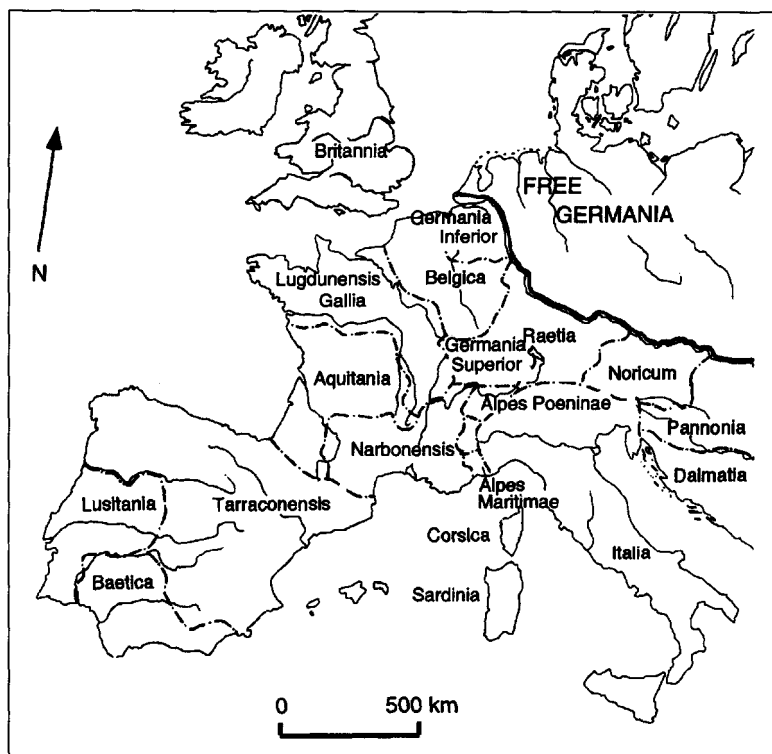 Britannia
FREE
GERMANIA
N
Germania
Inferior
Belgica
Lugdunensis
Gallia
Germania
Superior
Raetia
Noricum
Aquitania
Alpes Poeninae
Pannonia
Narbonensis
Dalmatia
Lusitania
Tarraconensis
Alpes
Maritimae
Corsica
Italia
Baetica
Sardinia
0 500 km